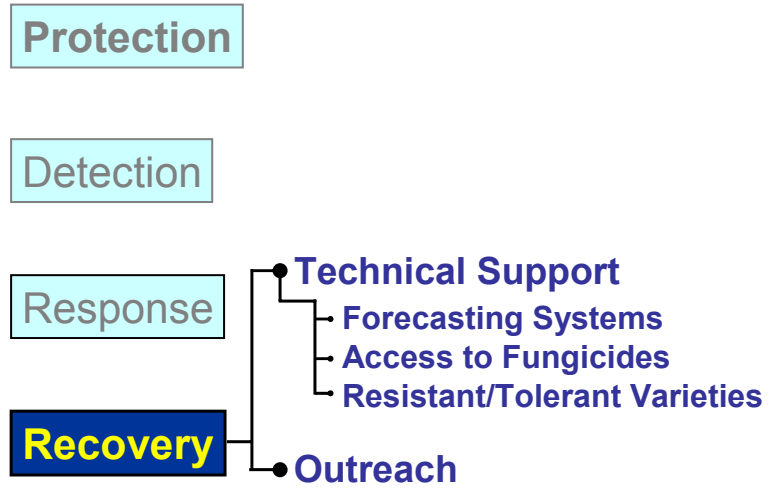 Protection
Detection
Response
Recovery
Technical Support
Forecasting Systems
Access to Fungicides
Resistant/Tolerant Varieties
Outreach